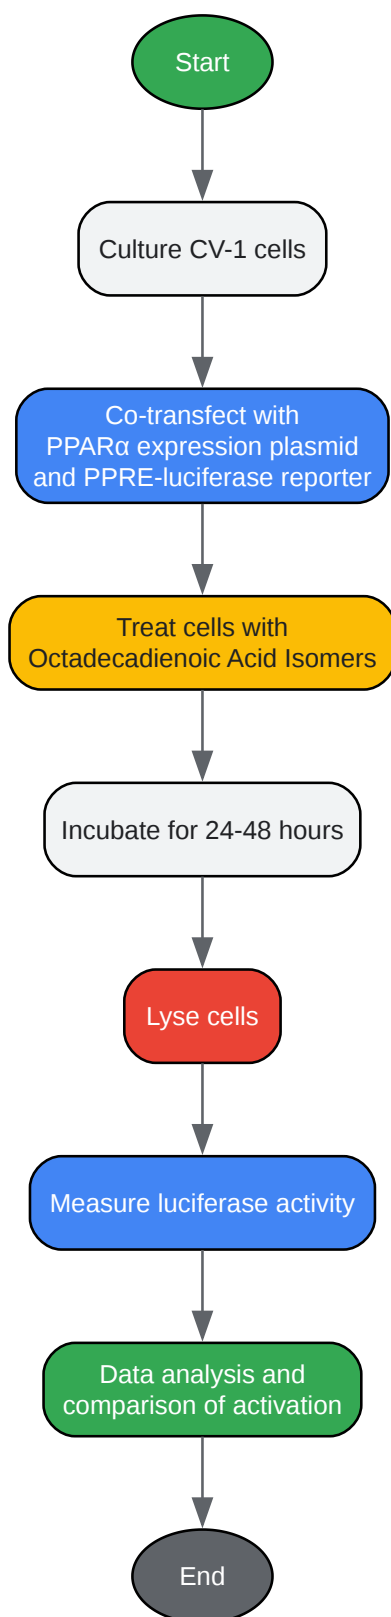 Start
Culture CV-1 cells
Co-transfect with
PPARα expression plasmid
and PPRE-luciferase reporter
Treat cells with
Octadecadienoic Acid Isomers
Incubate for 24-48 hours
Lyse cells
Measure luciferase activity
Data analysis and
comparison of activation
End